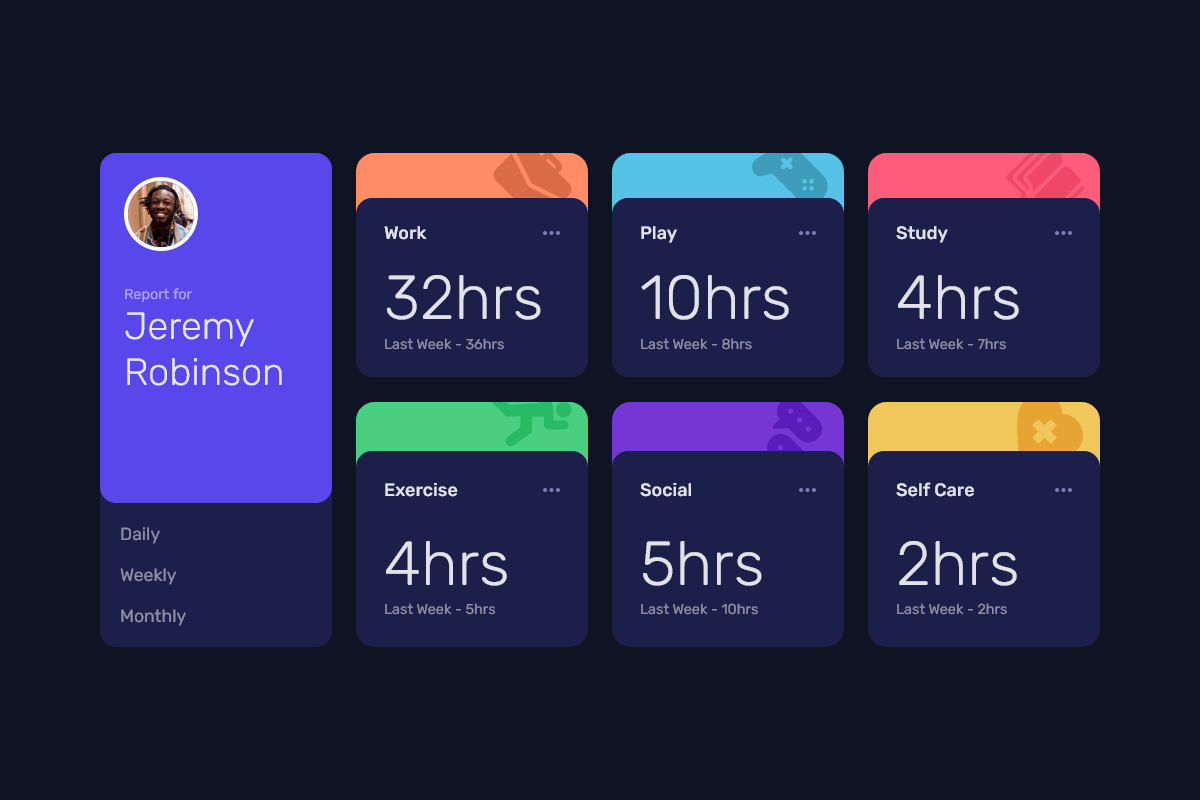 Report for
Jeremy
Robinson
Daily
Weekly
Monthly
Work
32hrs
Last Week - 36hrs
Play
10hrs
Last Week - 8hrs
Study
4hrs
Last Week - 7hrs
Exercise
4hrs
Last Week - 5hrs
Social
5hrs
Last Week - 10hrs
Self Care
2hrs
Last Week - 2hrs